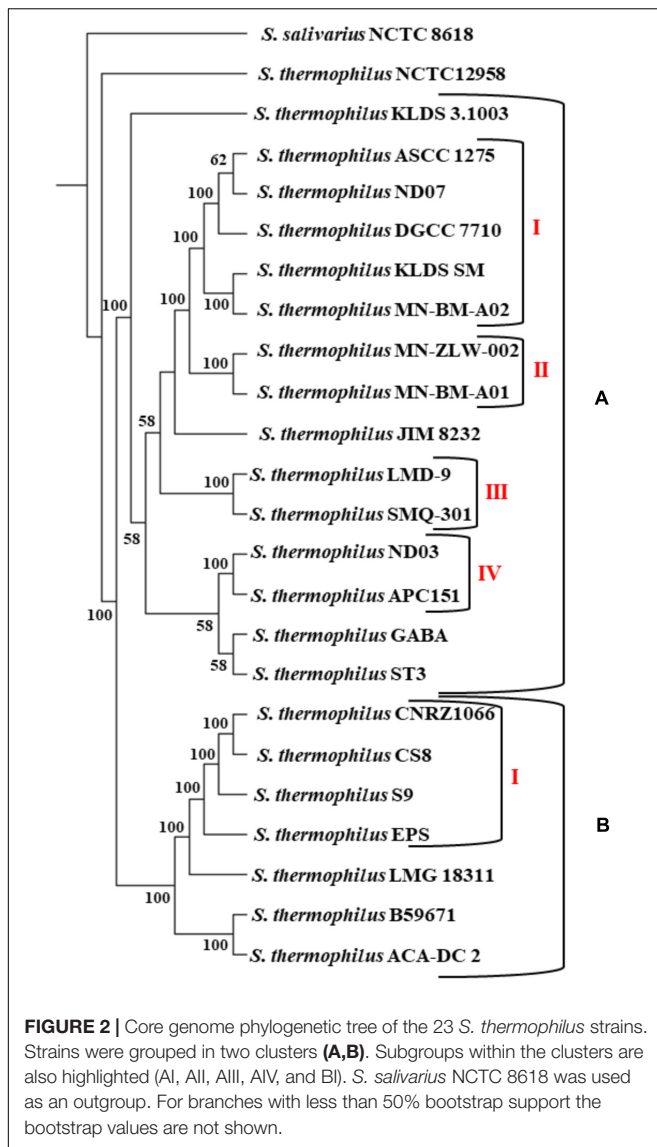 S. salivarius NCTC 8618
S. thermophilus NCTC12958
S. thermophilus KLDS 3.1003
62
S. thermophilus ASCC 1275
100
S. thermophilus ND07
100
S. thermophilus DGCC 7710
I
100
S. thermophilus KLDS SM
100
100
100
S. thermophilus MN-BM-A02
S. thermophilus MN-ZLW-002
100
II
S. thermophilus MN-BM-A01
A
58
S. thermophilus JIM 8232
S. thermophilus LMD-9
100
III
S. thermophilus SMQ-301
58
S. thermophilus ND03
100
IV
S. thermophilus APC151
100
58
S. thermophilus GABA
58
S. thermophilus ST3
S. thermophilus CNRZ1066
100
S. thermophilus CS8
100
I
S. thermophilus S9
100
B
S. thermophilus EPS
100
S. thermophilus LMG 18311
100
S. thermophilus B59671
100
S. thermophilus ACA-DC 2
FIGURE 2 | Core genome phylogenetic tree of the 23 S. thermophilus strains.
Strains were grouped in two clusters (A,B). Subgroups within the clusters are
also highlighted (AI, AII, AIII, AIV, and BI). S. salivarius NCTC 8618 was used
as an outgroup. For branches with less than 50% bootstrap support the
bootstrap values are not shown.